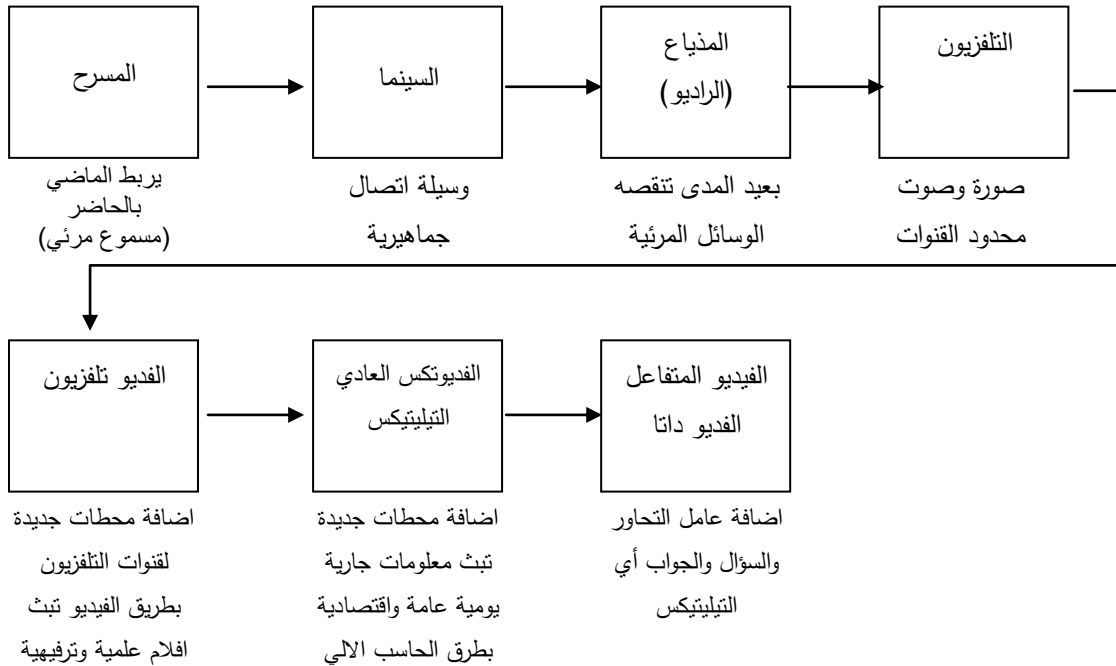 المسرح
يربط الماضي
بالحاضر
(مسموع مرئي)
السينما
وسيلة اتصال
جماهيرية
المذياع
(الراديو)
بعيد المدى تنقصه
الوسائل المرئية
التلفزيون
صورة وصوت
محدود القنوات
الفديو تلفزيون
اضافة محطات جديدة
لقنوات التلفزيون
بطريق الفيديو تبث
افلام علمية وترفيهية
الفديوتكس العادي
التيليتيكس
اضافة محطات جديدة
تبث معلومات جارية
يومية عامة واقتصادية
بطرق الحاسب الالي
الفيديو المتفاعل
الفديو داتا
اضافة عامل التحاور
والسؤال والجواب أي
التيليتيكس